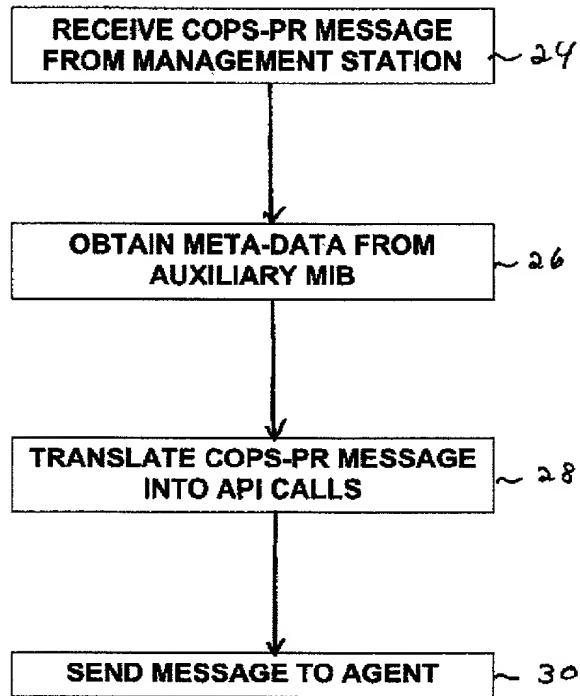 RECEIVE COPS-PR MESSAGE
FROM MANAGEMENT STATION
24
OBTAIN META-DATA FROM
AUXILIARY MIB
26
TRANSLATE COPS-PR MESSAGE
INTO API CALLS
28
SEND MESSAGE TO AGENT
30